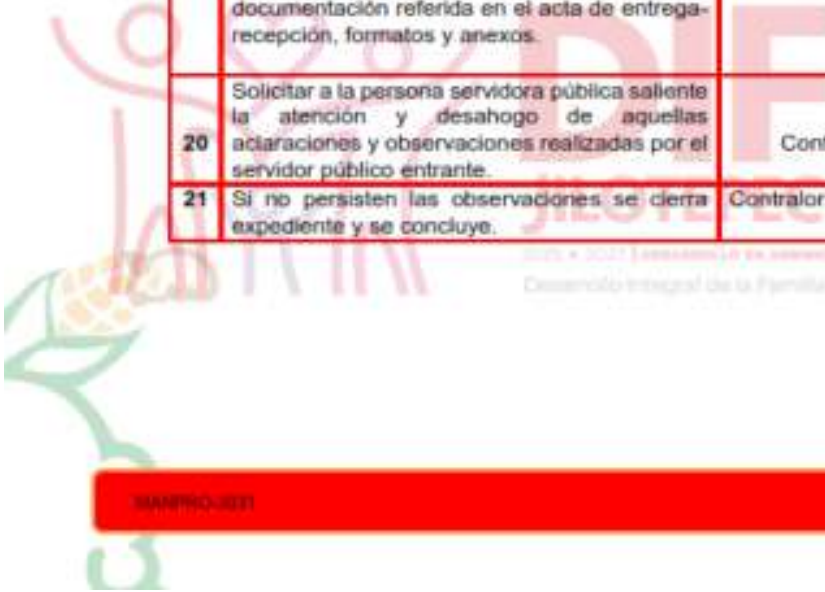 documentación referida en el acta de entrega-
recepción, formatos y anexos.
20 Solicitar a la persona servidora pública saliente
la atención y desahogo de aquellas
aclaraciones y observaciones realizadas por el
servidor público entrante.
Cont
21 Si no persisten las observaciones se cierra
expediente y se concluye.
Contralor
DIF
JILOTEPEC
Desarrollo Integral de la Familia